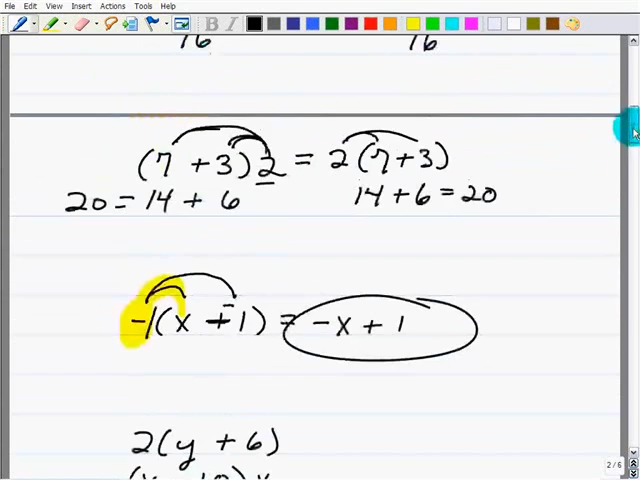 File Edit View Insert Actions Tools Help
B I
16 16
(7 + 3)2 = 2(7 + 3)
20 = 14 + 6 14 + 6 = 20
-1(x + ⁻1) = -x + 1
2(y + 6)
2 / 6